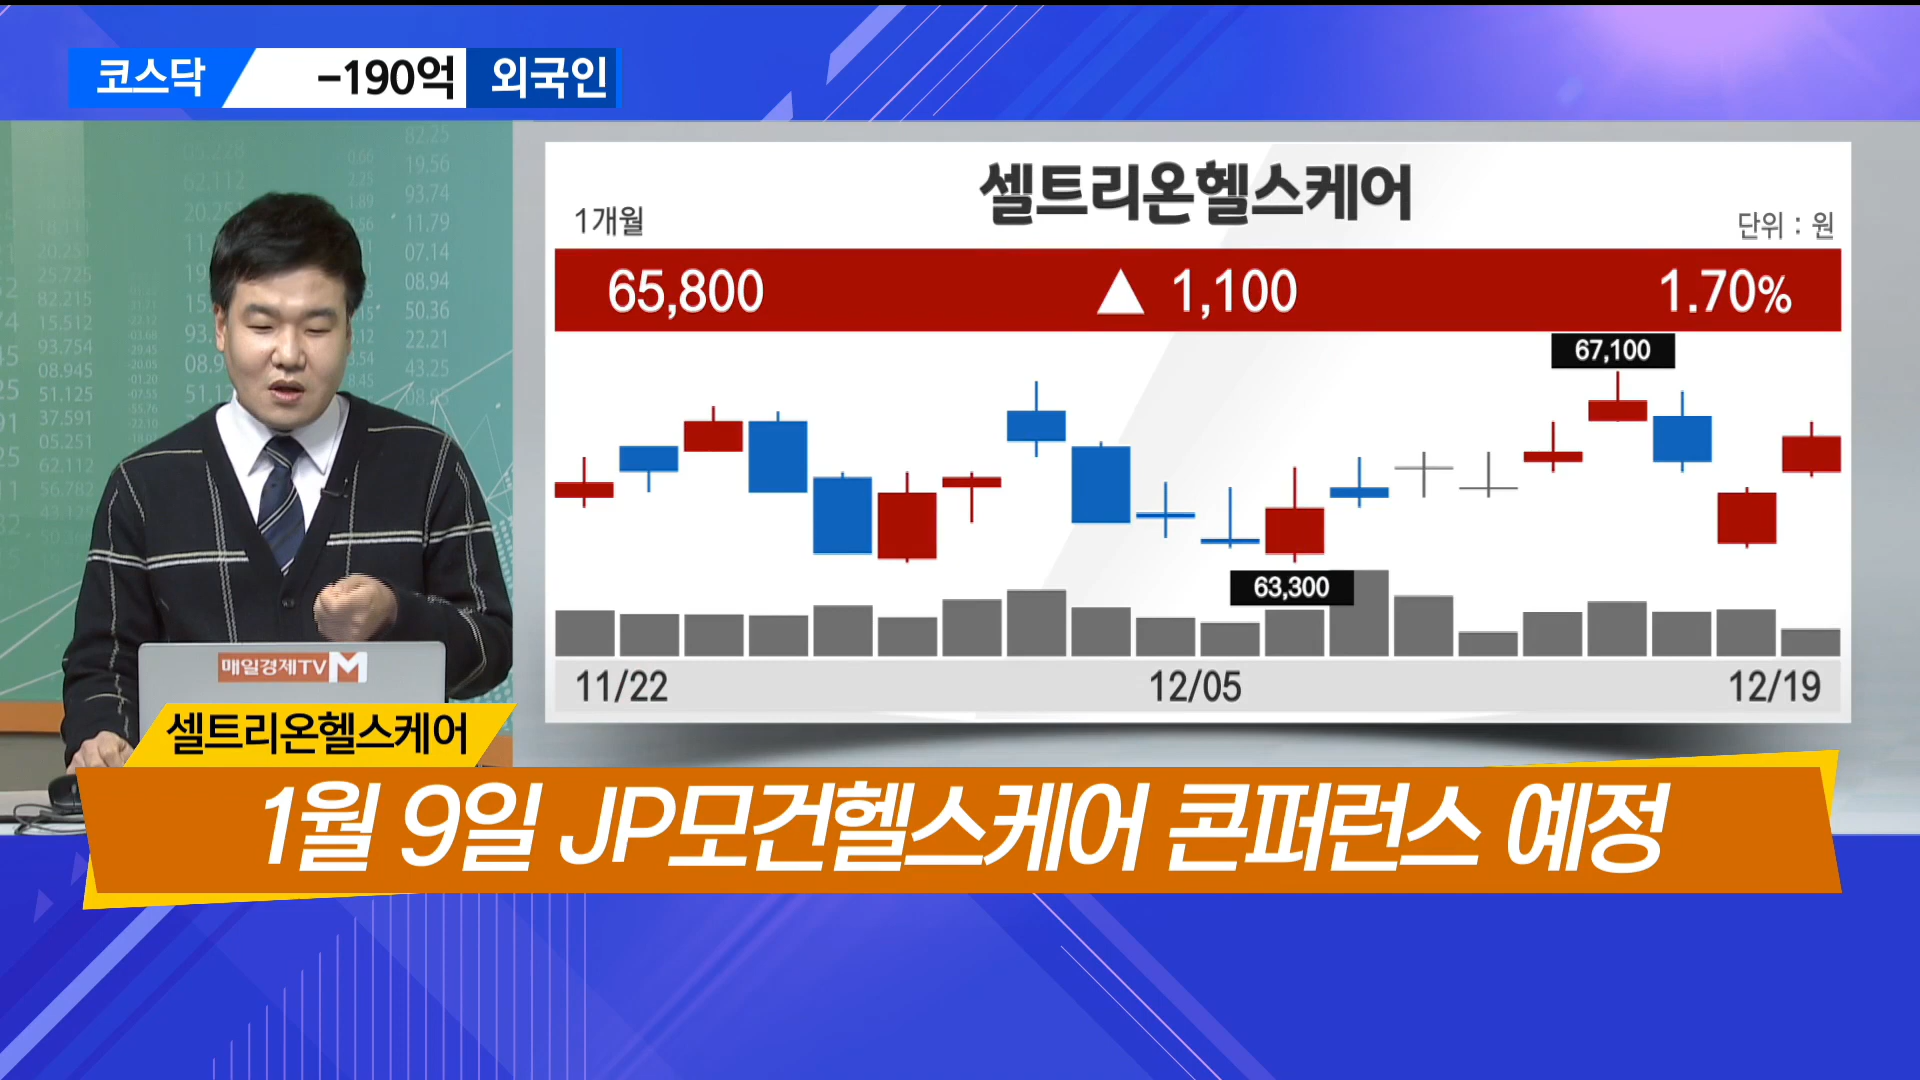 코스닥 -190억 외국인
셀트리온헬스케어
1개월
단위 : 원
65,800 ▲ 1,100 1.70%
67,100
63,300
11/22 12/05 12/19
매일경제TV M
셀트리온헬스케어
1월 9일 JP모건헬스케어 콘퍼런스 예정